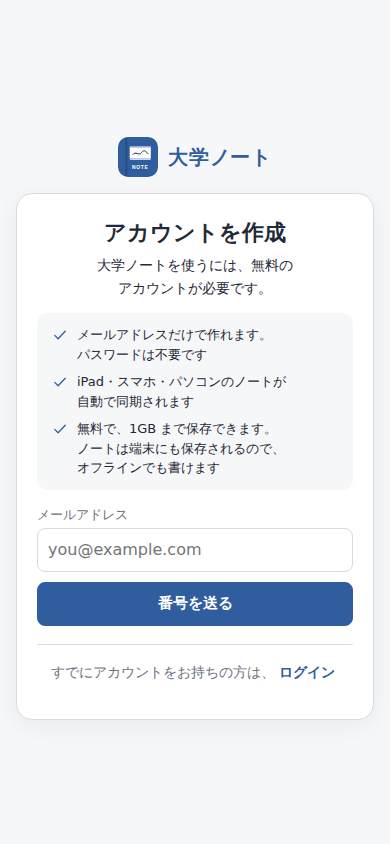 NOTE
大学ノート
アカウントを作成
大学ノートを使うには、無料の
アカウントが必要です。
メールアドレスだけで作れます。
パスワードは不要です
iPad・スマホ・パソコンのノートが
自動で同期されます
無料で、1GB まで保存できます。
ノートは端末にも保存されるので、
オフラインでも書けます
メールアドレス
you@example.com
番号を送る
すでにアカウントをお持ちの方は、 ログイン